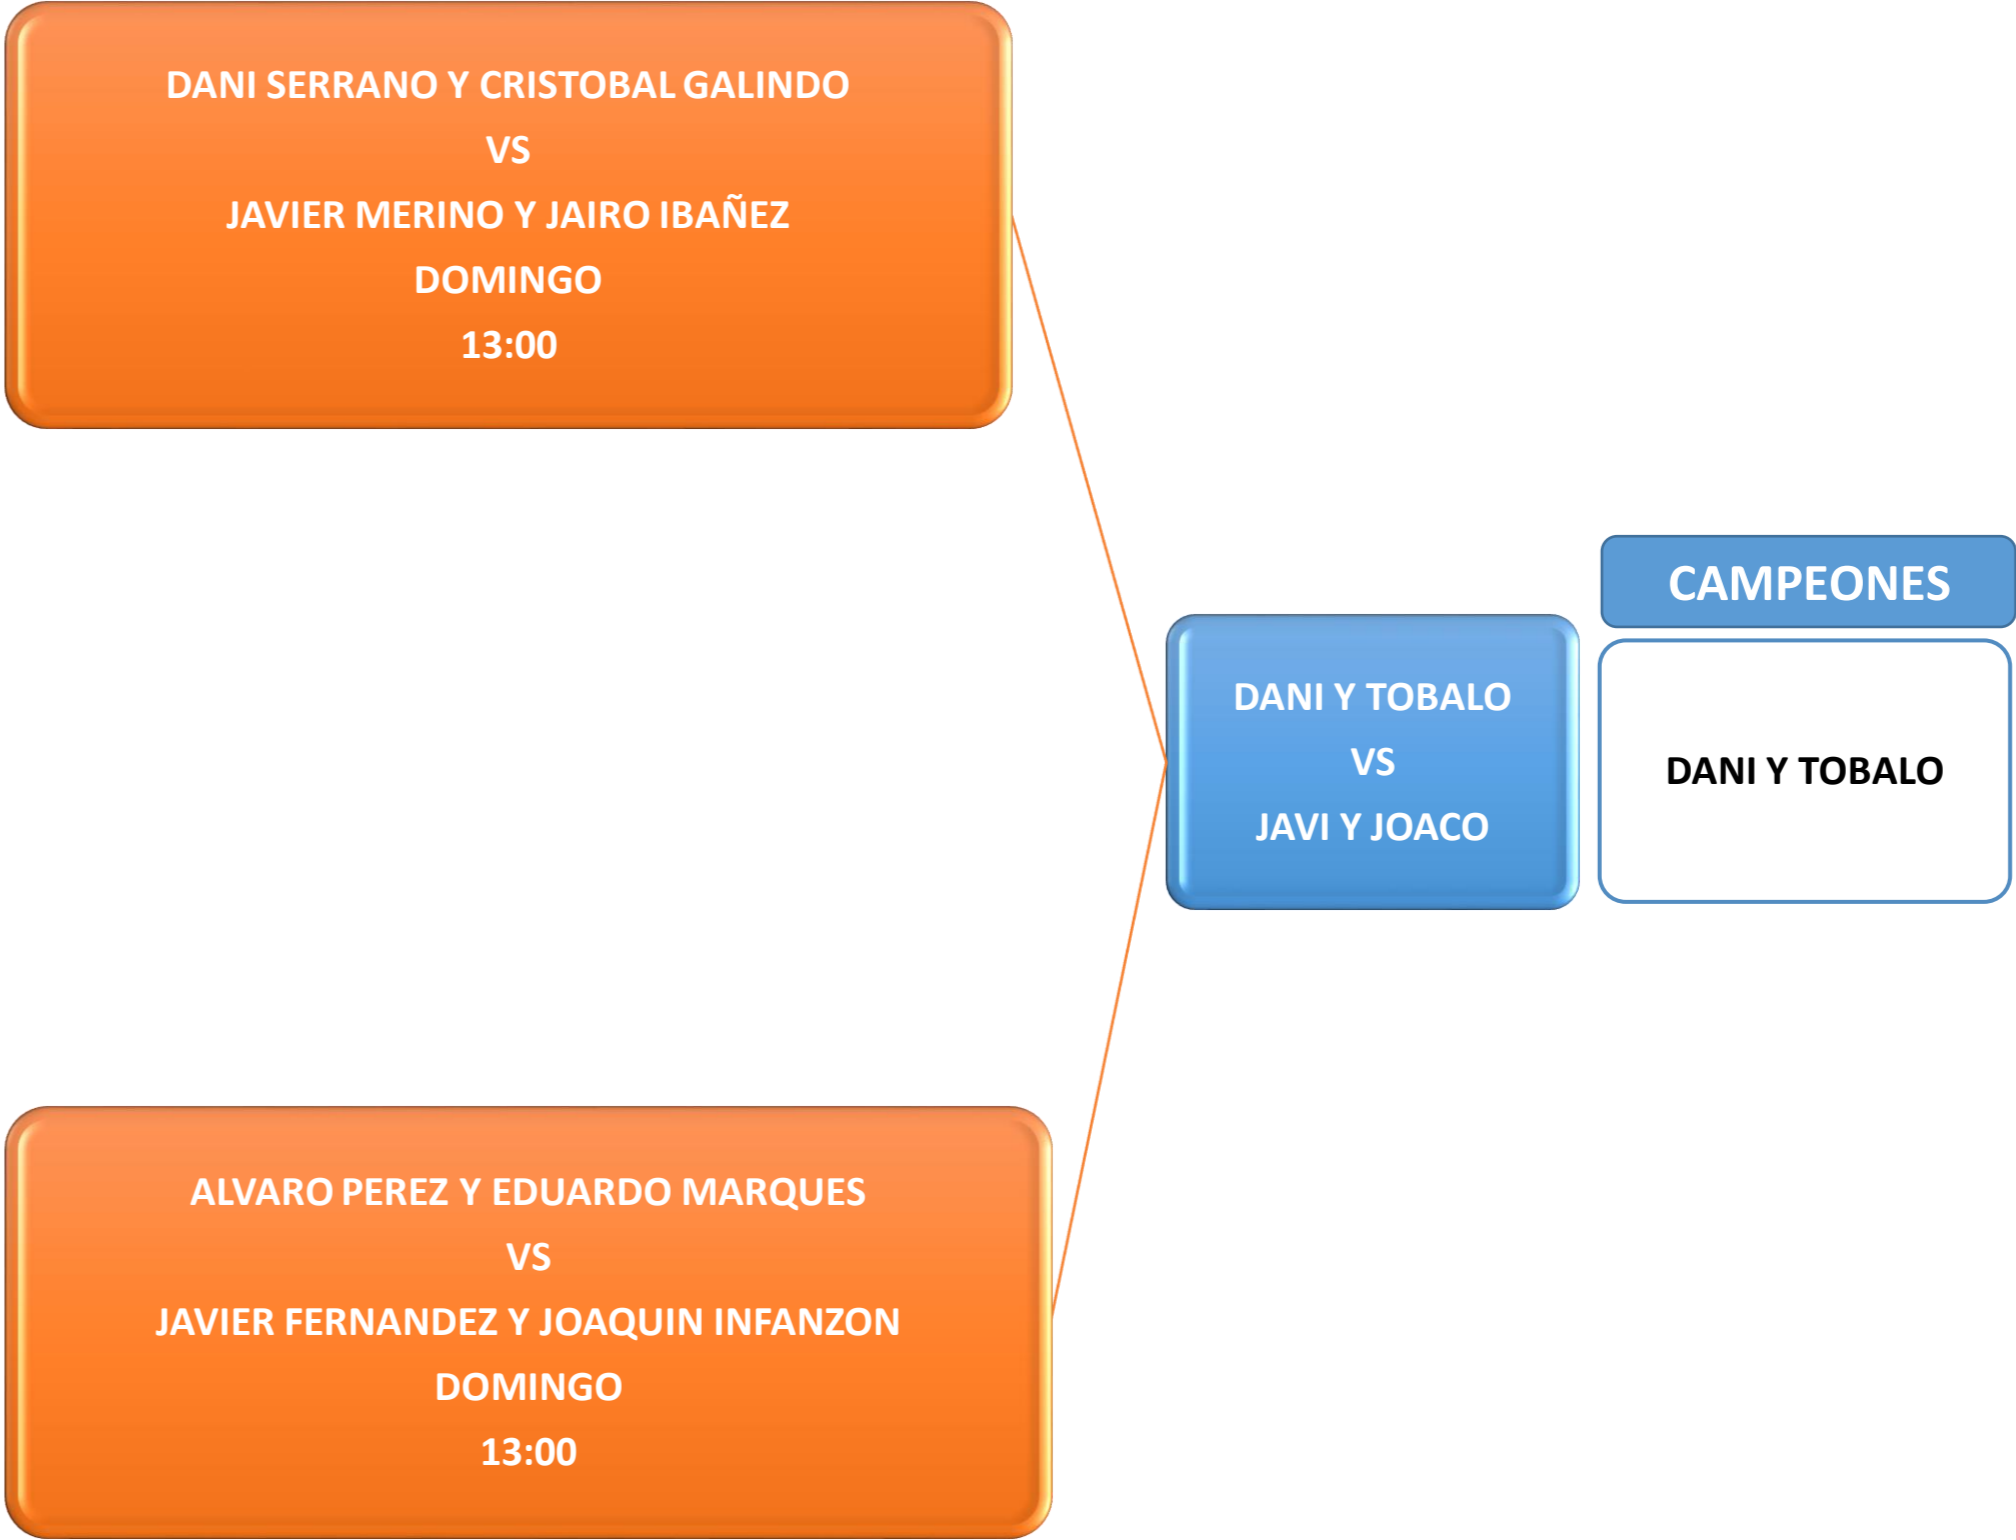 DANI SERRANO Y CRISTOBAL GALINDO
VS
JAVIER MERINO Y JAIRO IBAÑEZ
DOMINGO
13:00
CAMPEONES
DANI Y TOBALO
VS
JAVI Y JOACO
DANI Y TOBALO
ALVARO PEREZ Y EDUARDO MARQUES
VS
JAVIER FERNANDEZ Y JOAQUIN INFANZON
DOMINGO
13:00